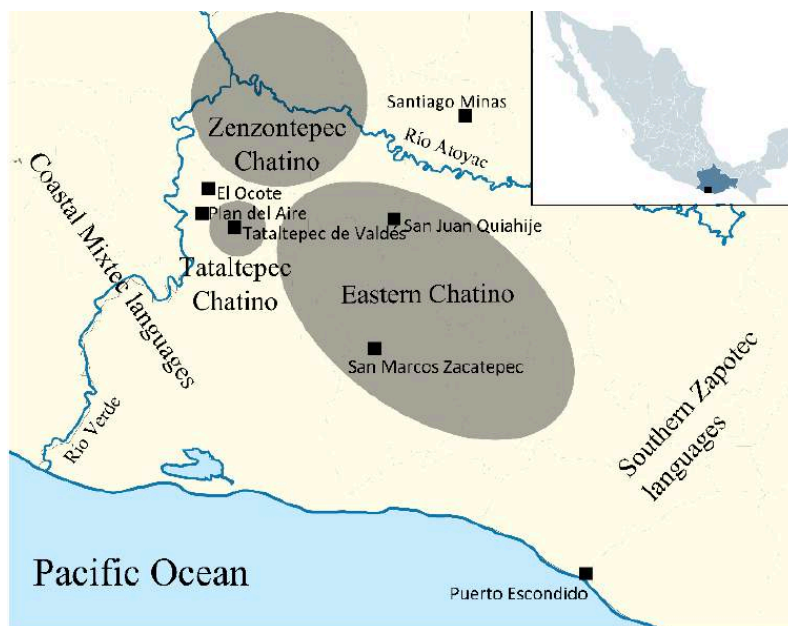 Santiago Minas
Zenzontepec
Chatino
Río Atoyac
El Ocote
Plan del Aire
San Juan Quiahije
Tataltepec de Valdés
Coastal Mixtec languages
Tataltepec
Chatino
Eastern Chatino
San Marcos Zacatepec
Southern Zapotec
languages
Río Verde
Pacific Ocean
Puerto Escondido